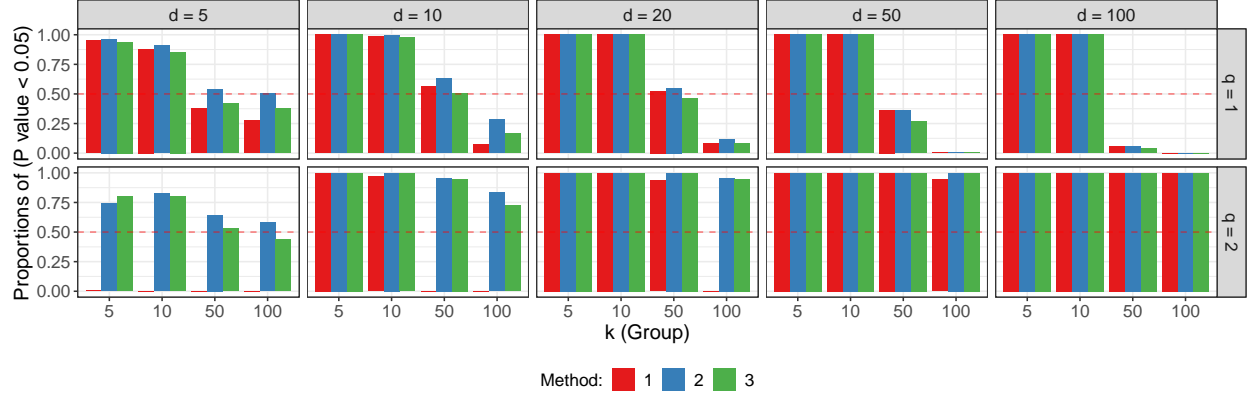 d = 5 d = 10 d = 20 d = 50 d = 100
Proportions of (P value < 0.05)
1.00
0.75
0.50
0.25
0.00
q = 1
1.00
0.75
0.50
0.25
0.00
q = 2
5 10 50 100 5 10 50 100 5 10 50 100 5 10 50 100 5 10 50 100
k (Group)
Method: 1 2 3